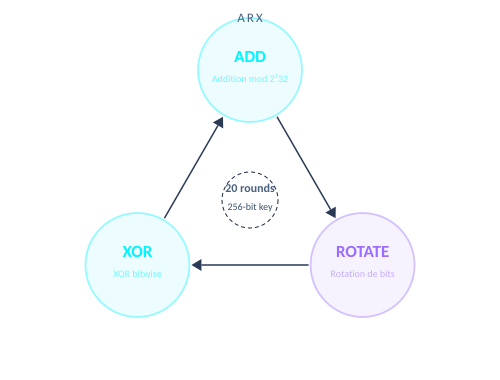 ARX
ADD
Addition mod 2^32
20 rounds
256-bit key
XOR
XOR bitwise
ROTATE
Rotation de bits